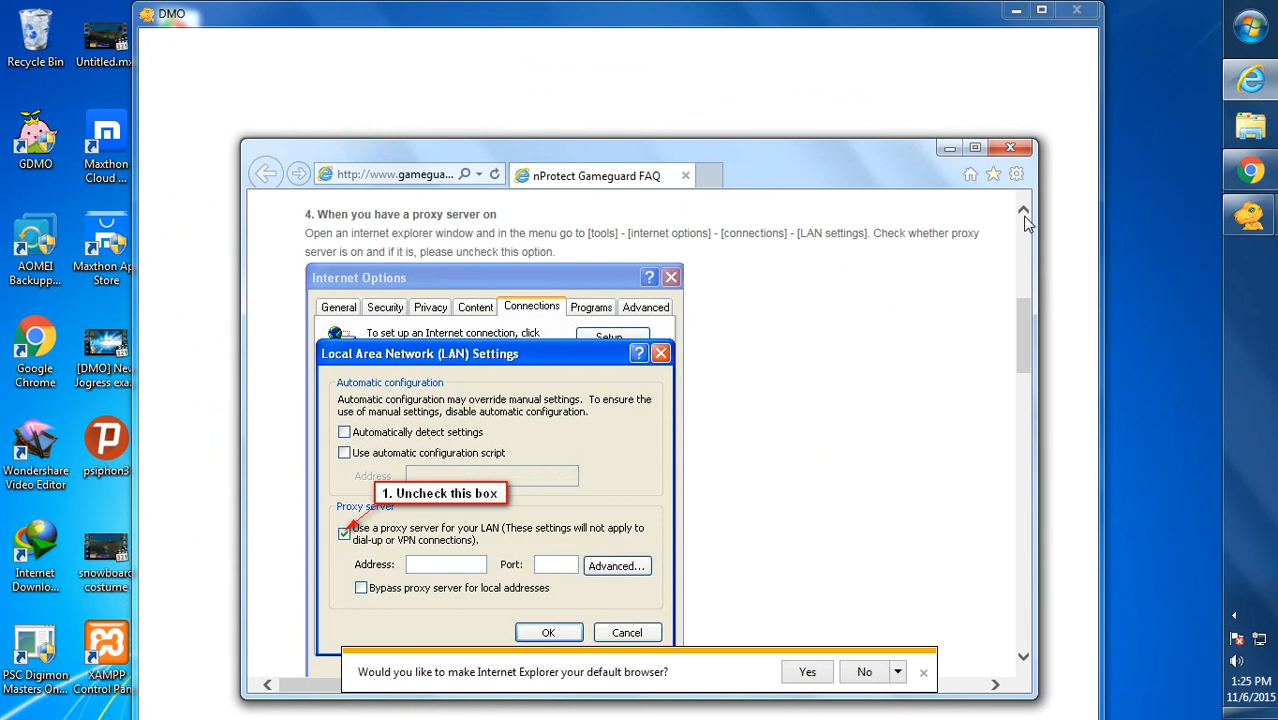 DMO
Recycle Bin
Untitled.mx
GDMO
Maxthon
Cloud ...
AOMEI
Backupp...
Maxthon Ap
Store
Google
Chrome
[DMO] Nev
Jogress exa.
Wondershare
Video Editor
psiphon3
Internet
Downlo...
snowboard
costume
PSC Digimon
Masters On...
XAMPP
Control Pan
http://www.gamegua...
nProtect Gameguard FAQ
4. When you have a proxy server on
Open an internet explorer window and in the menu go to [tools] - [internet options] - [connections] - [LAN settings]. Check whether proxy
server is on and if it is, please uncheck this option.
Internet Options
General Security Privacy Content Connections Programs Advanced
To set up an Internet connection, click
Setup
Local Area Network (LAN) Settings
Automatic configuration
Automatic configuration may override manual settings. To ensure the
use of manual settings, disable automatic configuration.
Automatically detect settings
Use automatic configuration script
Address
1. Uncheck this box
Proxy server
Use a proxy server for your LAN (These settings will not apply to
dial-up or VPN connections).
Address: Port: Advanced...
Bypass proxy server for local addresses
OK Cancel
Would you like to make Internet Explorer your default browser? Yes No
1:25 PM
11/6/2015